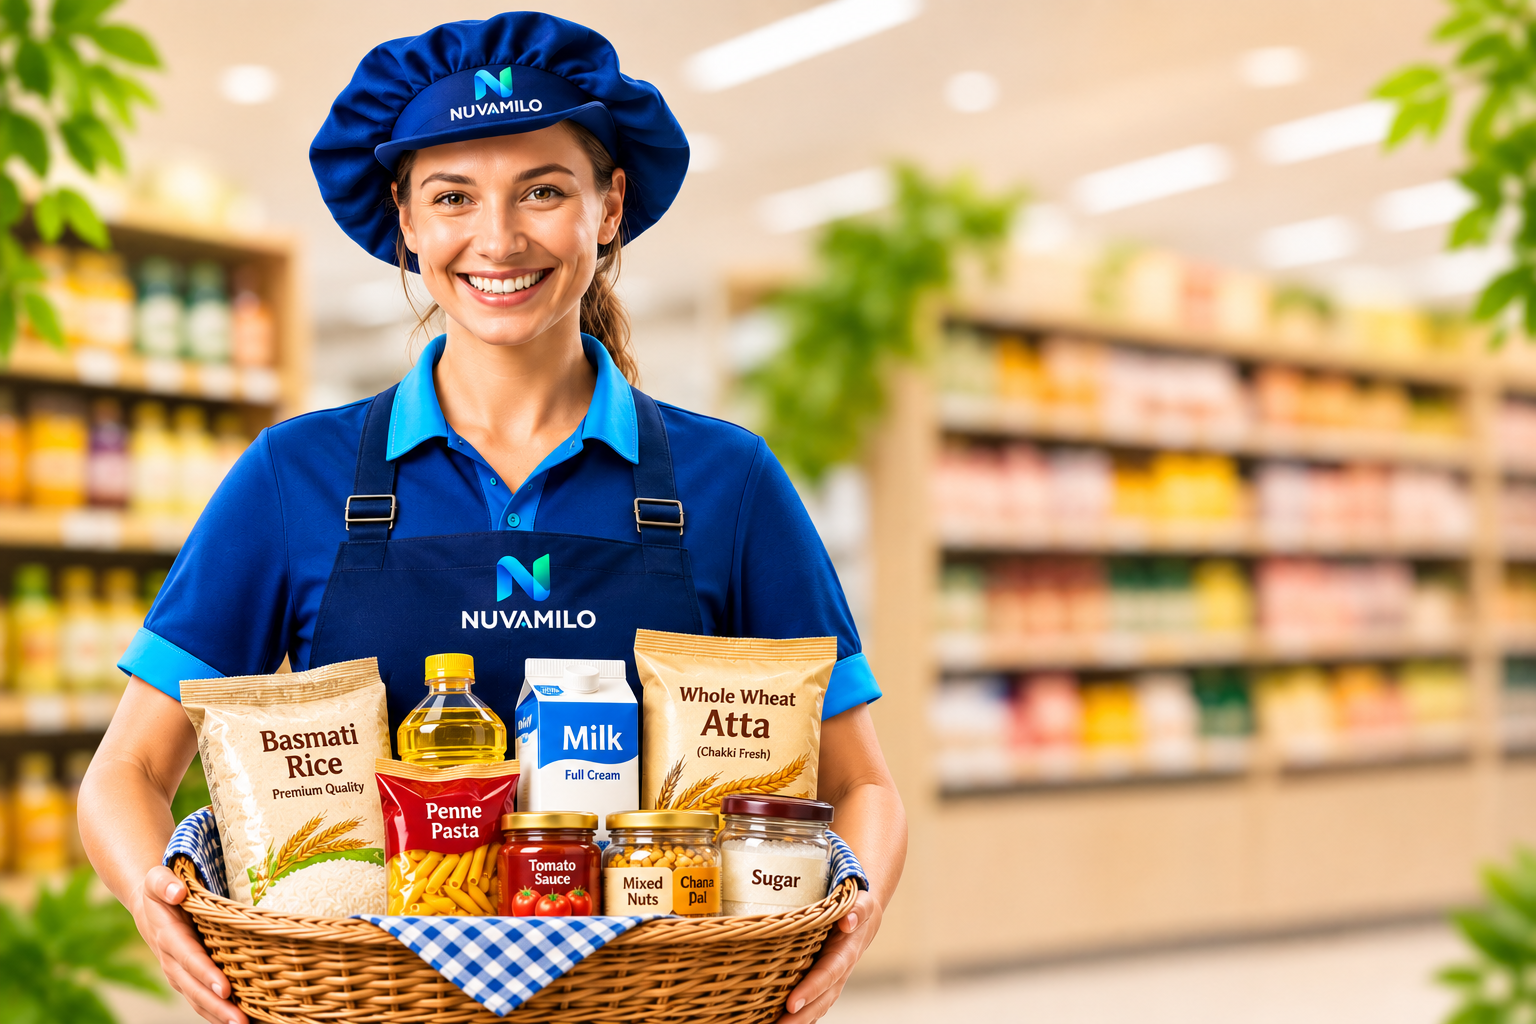 NUVAMILO
NUVAMILO
Basmati
Rice
Premium Quality
Milk
Full Cream
Whole Wheat
Atta
(Chakki Fresh)
Penne
Pasta
Tomato
Sauce
Mixed
Nuts
Chana
Dal
Sugar